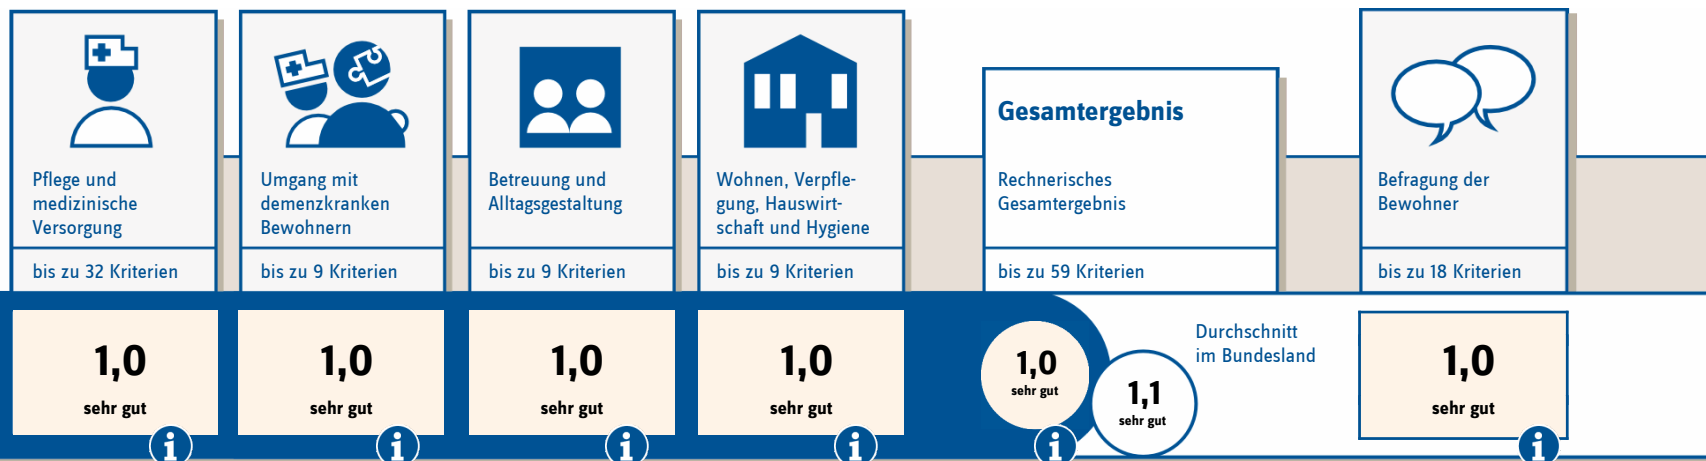 Pflege und
medizinische
Versorgung
bis zu 32 Kriterien
1,0
sehr gut
i
Umgang mit
demenzkranken
Bewohnern
bis zu 9 Kriterien
1,0
sehr gut
i
Betreuung und
Alltagsgestaltung
bis zu 9 Kriterien
1,0
sehr gut
i
Wohnen, Verpfle-
gung, Hauswirt-
schaft und Hygiene
bis zu 9 Kriterien
1,0
sehr gut
i
Gesamtergebnis
Rechnerisches
Gesamtergebnis
bis zu 59 Kriterien
1,0
sehr gut
i
Durchschnitt
im Bundesland
1,1
sehr gut
Befragung der
Bewohner
bis zu 18 Kriterien
1,0
sehr gut
i